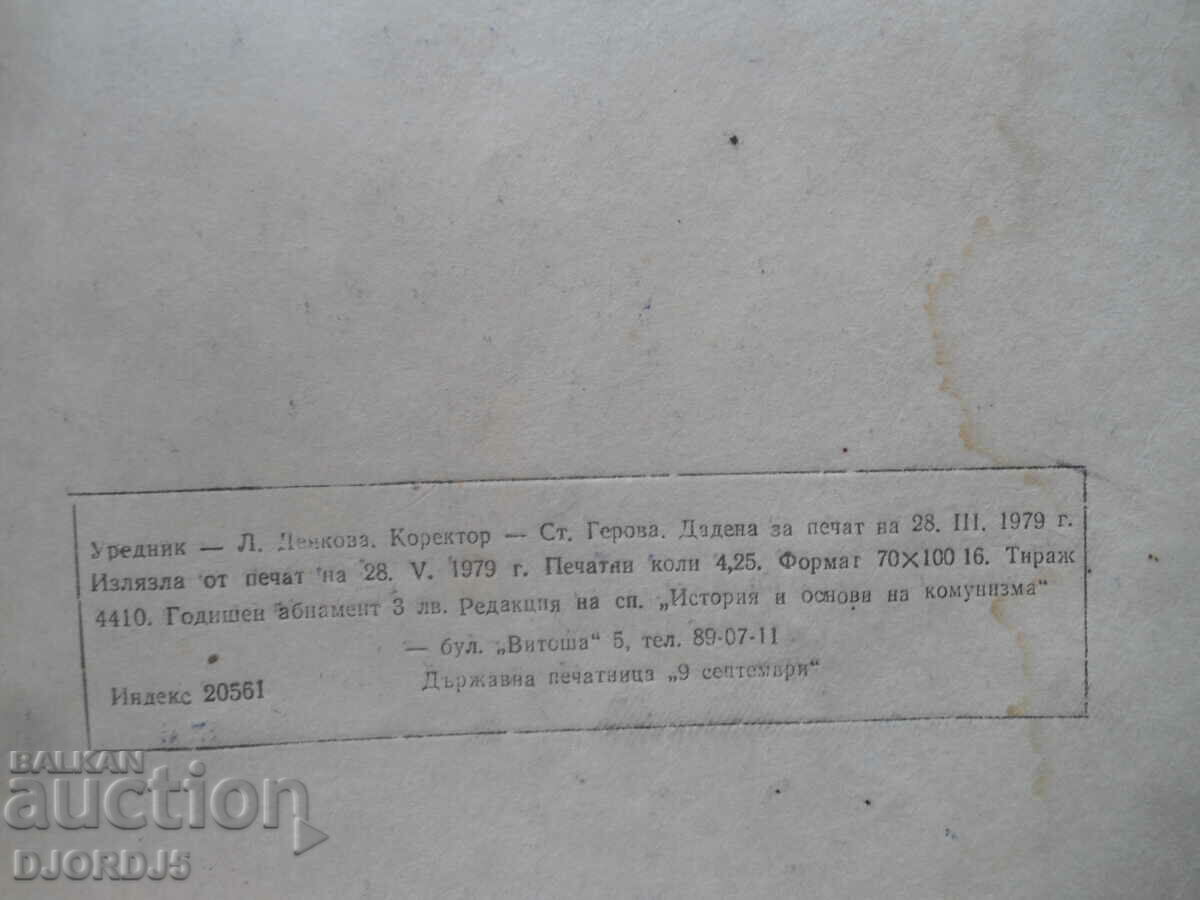 Уредник — Л. Коректор — Ст. Герова. Дадена за печат на 28. III. 1979 г.
Излязла от печат на 28. V. 1979 г. Печатни коли 4,25. Формат 70×100 16. Тираж
4410. Годишен абнамент 3 лв. Редакция на сп. „История и основи на комунизма“
— бул. „Витоша“ 5, тел. 89-07-11
Индекс 20561
Държавна печатница „9 септември“
BALKAN
auction
DJORDJ5